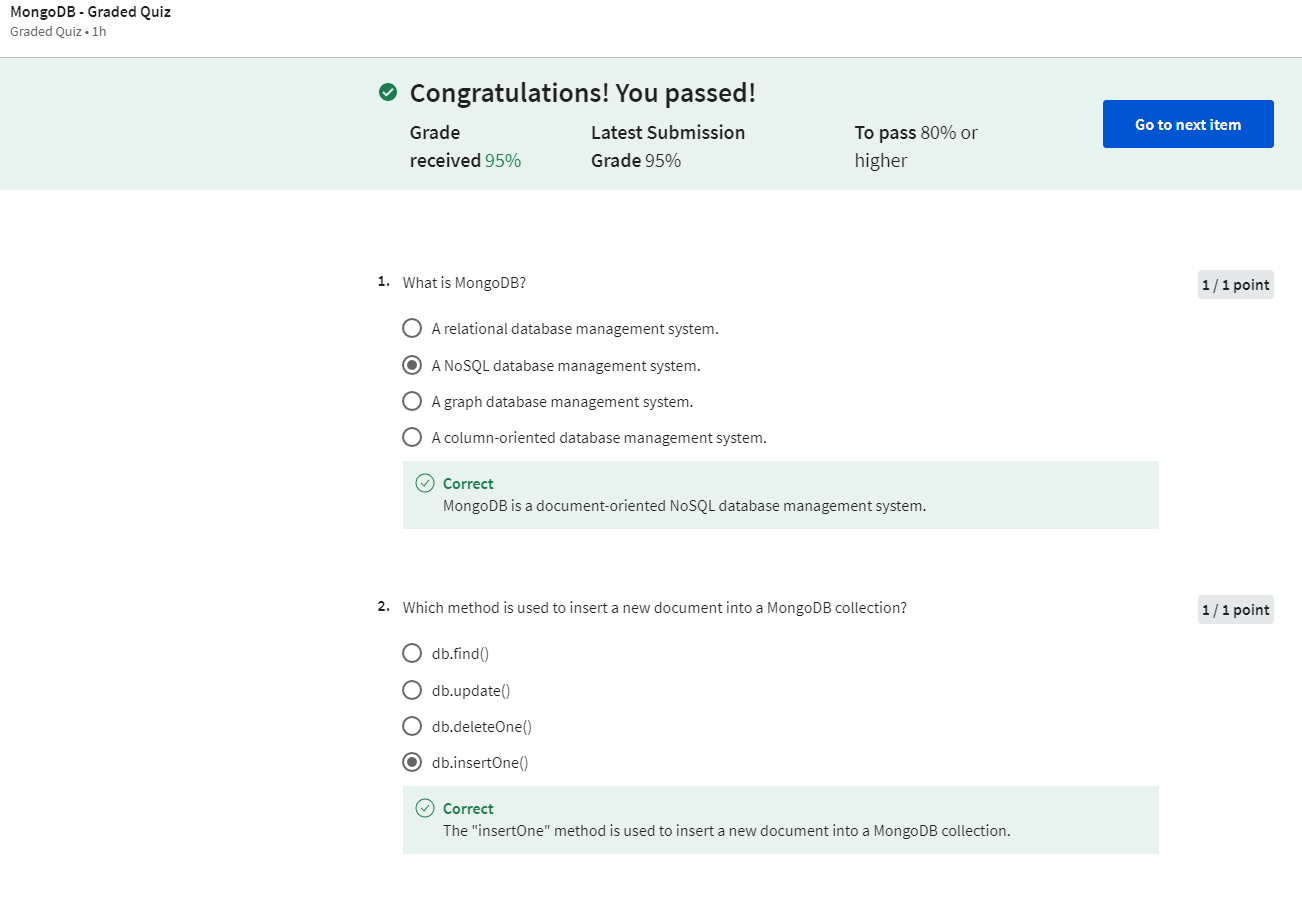 MongoDB - Graded Quiz
Graded Quiz • 1h
Congratulations! You passed!
Grade
received 95%
Latest Submission
Grade 95%
To pass 80% or
higher
Go to next item
1. What is MongoDB?
1 / 1 point
A relational database management system.
A NoSQL database management system.
A graph database management system.
A column-oriented database management system.
Correct
MongoDB is a document-oriented NoSQL database management system.
2. Which method is used to insert a new document into a MongoDB collection?
1 / 1 point
db.find()
db.update()
db.deleteOne()
db.insertOne()
Correct
The "insertOne" method is used to insert a new document into a MongoDB collection.